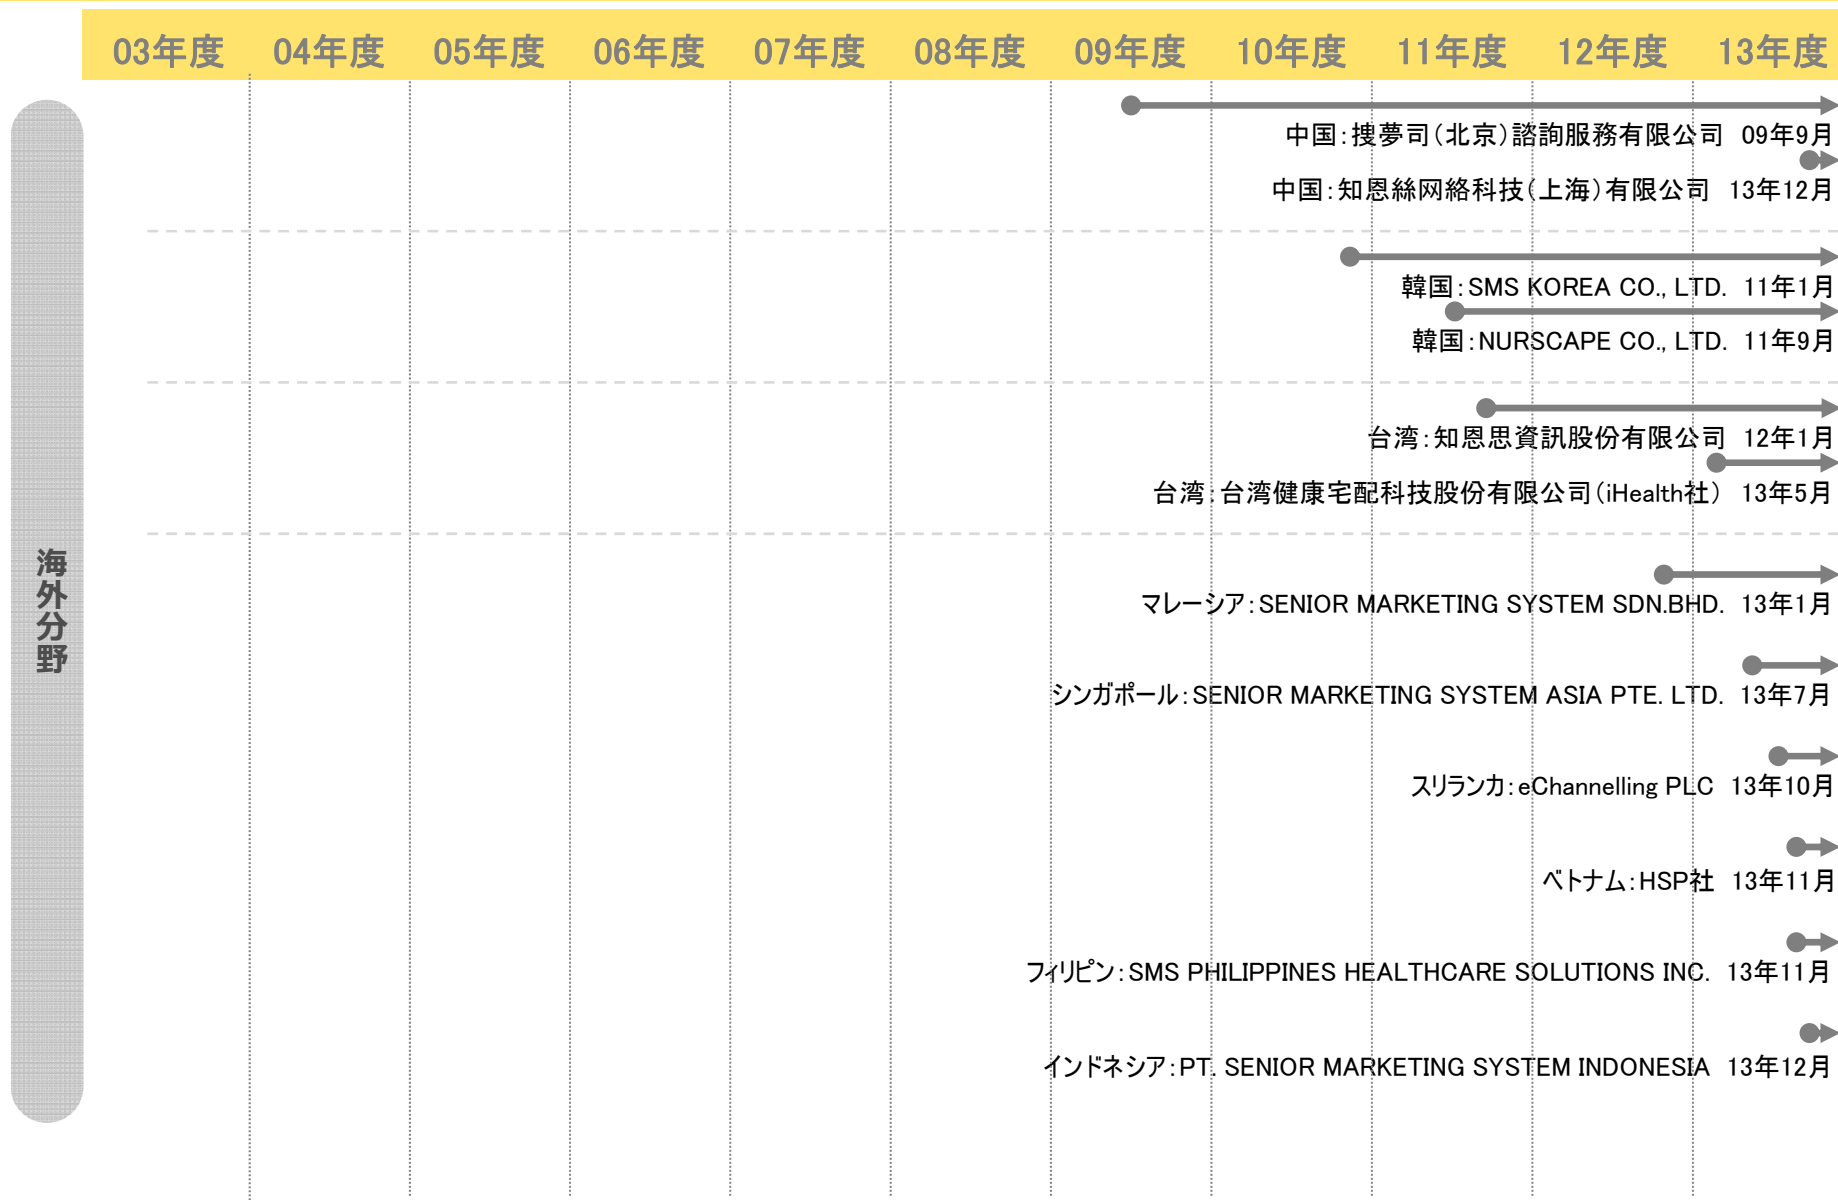 03年度 04年度 05年度 06年度 07年度 08年度 09年度 10年度 11年度 12年度 13年度
海外分野
中国：捜夢司（北京）諮詢服務有限公司 09年9月
中国：知恩絲网絡科技（上海）有限公司 13年12月
韓国：SMS KOREA CO., LTD. 11年1月
韓国：NURSCAPE CO., LTD. 11年9月
台湾：知恩思資訊股份有限公司 12年1月
台湾：台湾健康宅配科技股份有限公司（iHealth社） 13年5月
マレーシア：SENIOR MARKETING SYSTEM SDN.BHD. 13年1月
シンガポール：SENIOR MARKETING SYSTEM ASIA PTE. LTD. 13年7月
スリランカ：eChannelling PLC 13年10月
ベトナム：HSP社 13年11月
フィリピン：SMS PHILIPPINES HEALTHCARE SOLUTIONS INC. 13年11月
インドネシア：PT. SENIOR MARKETING SYSTEM INDONESIA 13年12月